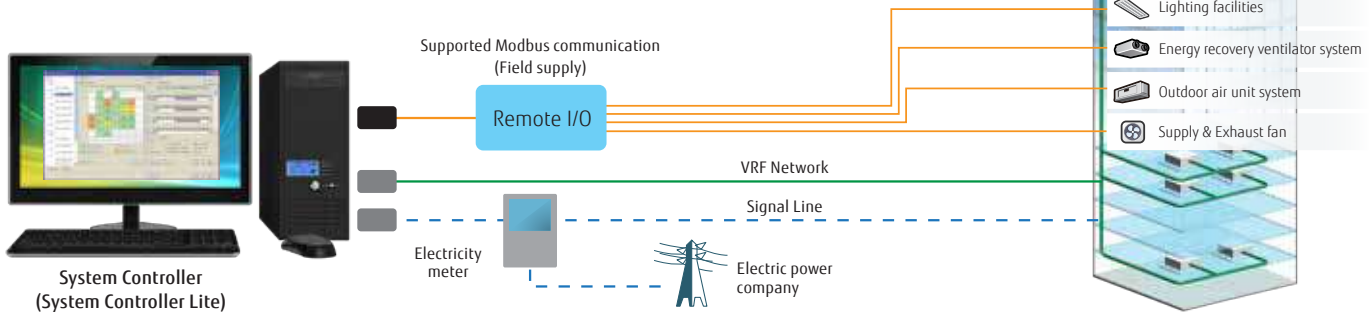 Lighting facilities
Supported Modbus communication
(Field supply)
Energy recovery ventilator system
Remote I/O
Outdoor air unit system
Supply & Exhaust fan
VRF Network
Signal Line
Electricity
meter
Electric power
company
System Controller
(System Controller Lite)